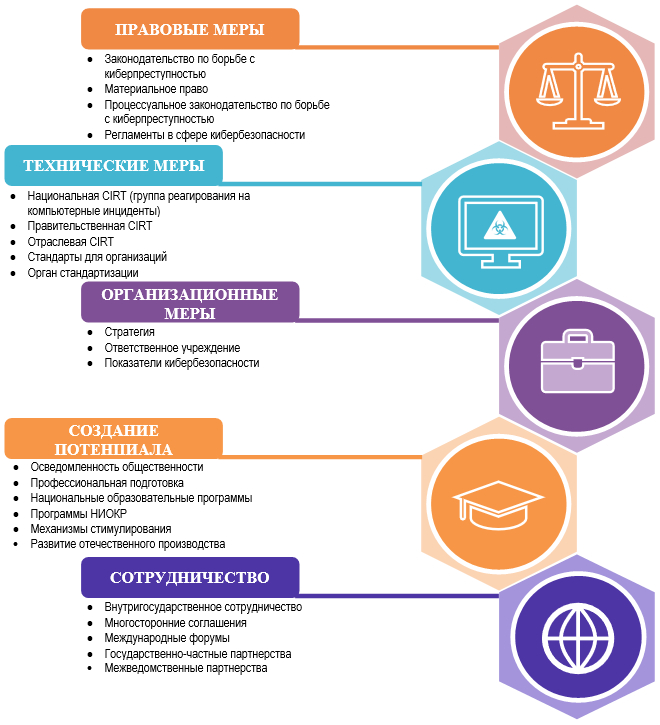 ПРАВОВЫЕ МЕРЫ
Законодательство по борьбе с
киберпреступностью
Материальное право
Процессуальное законодательство по борьбе
с киберпреступностью
Регламенты в сфере кибербезопасности
ТЕХНИЧЕСКИЕ МЕРЫ
Национальная CIRT (группа реагирования на
компьютерные инциденты)
Правительственная CIRT
Отраслевая CIRT
Стандарты для организаций
Орган стандартизации
ОРГАНИЗАЦИОННЫЕ
МЕРЫ
Стратегия
Ответственное учреждение
Показатели кибербезопасности
СОЗДАНИЕ
ПОТЕНЦИАЛА
Осведомленность общественности
Профессиональная подготовка
Национальные образовательные программы
Программы НИОКР
Механизмы стимулирования
Развитие отечественного производства
СОТРУДНИЧЕСТВО
Внутригосударственное сотрудничество
Многосторонние соглашения
Международные форумы
Государственно-частные партнерства
Межведомственные партнерства